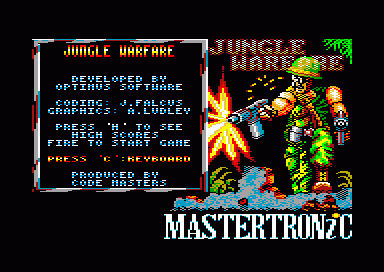 JUNGLE WARFARE
DEVELOPED BY
OPTIMUS SOFTWARE
CODING: J.FALCUS
GRAPHICS: A.LUDLEY
PRESS 'H' TO SEE
HIGH SCORES
FIRE TO START GAME
PRESS 'C':KEYBOARD
PRODUCED BY
CODE MASTERS
JUNGLE
WARFARE
MASTERTRONiC